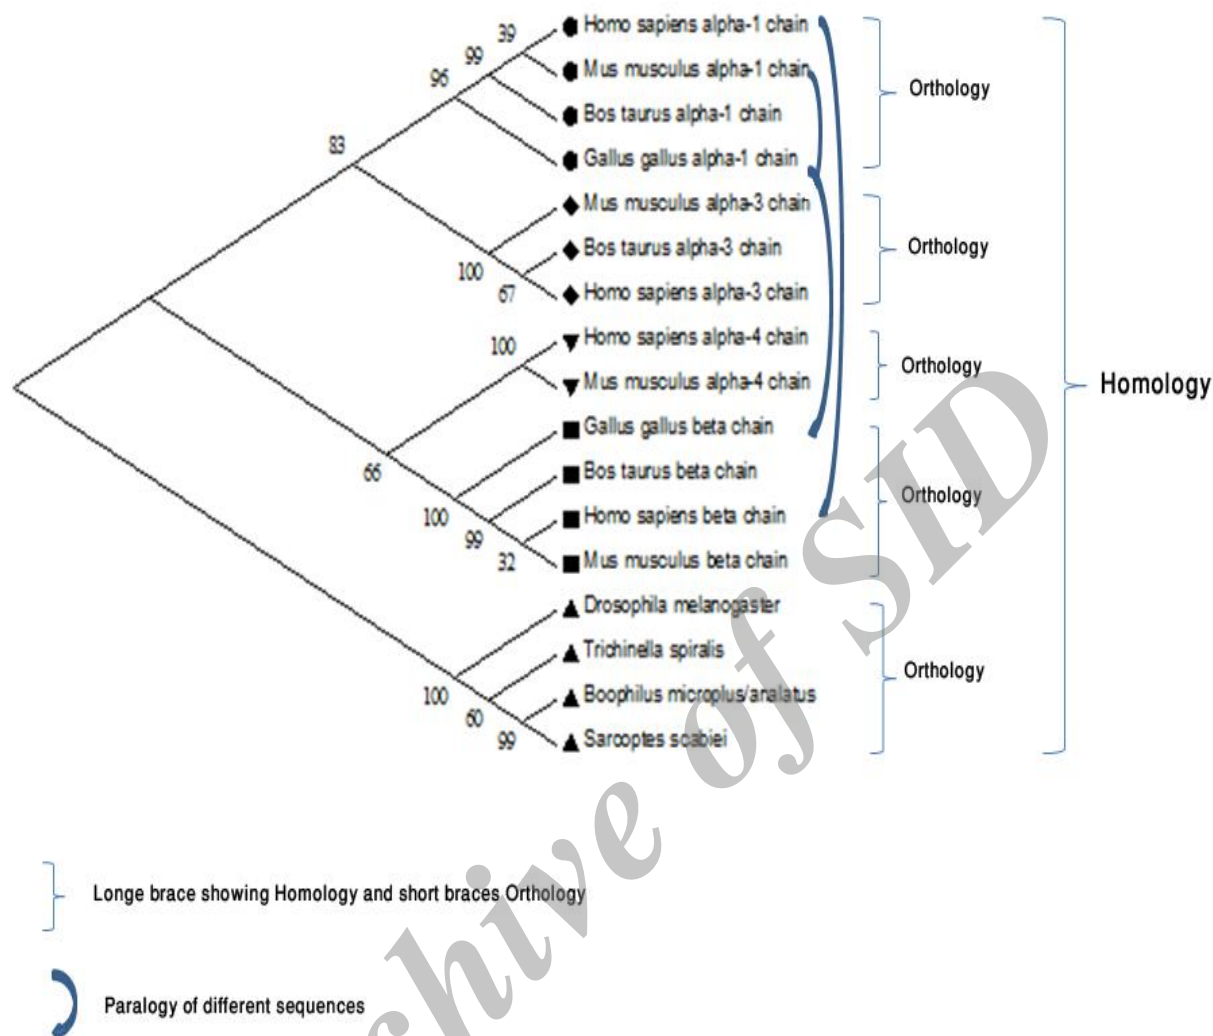 Homo sapiens alpha-1 chain
39
Mus musculus alpha-1 chain
99
96
Orthology
Bos taurus alpha-1 chain
83
Gallus gallus alpha-1 chain
Mus musculus alpha-3 chain
Bos taurus alpha-3 chain
Orthology
100
67
Homo sapiens alpha-3 chain
Homo sapiens alpha-4 chain
100
Orthology
Mus musculus alpha-4 chain
Homology
Gallus gallus beta chain
66
Bos taurus beta chain
Orthology
100
Homo sapiens beta chain
99
32
Mus musculus beta chain
Drosophila melanogaster
Trichinella spiralis
Orthology
100
Boophilus microplus/analatus
60
99
Sarcoptes scabiei
Longe brace showing Homology and short braces Orthology
Paralogy of different sequences
hive of SID